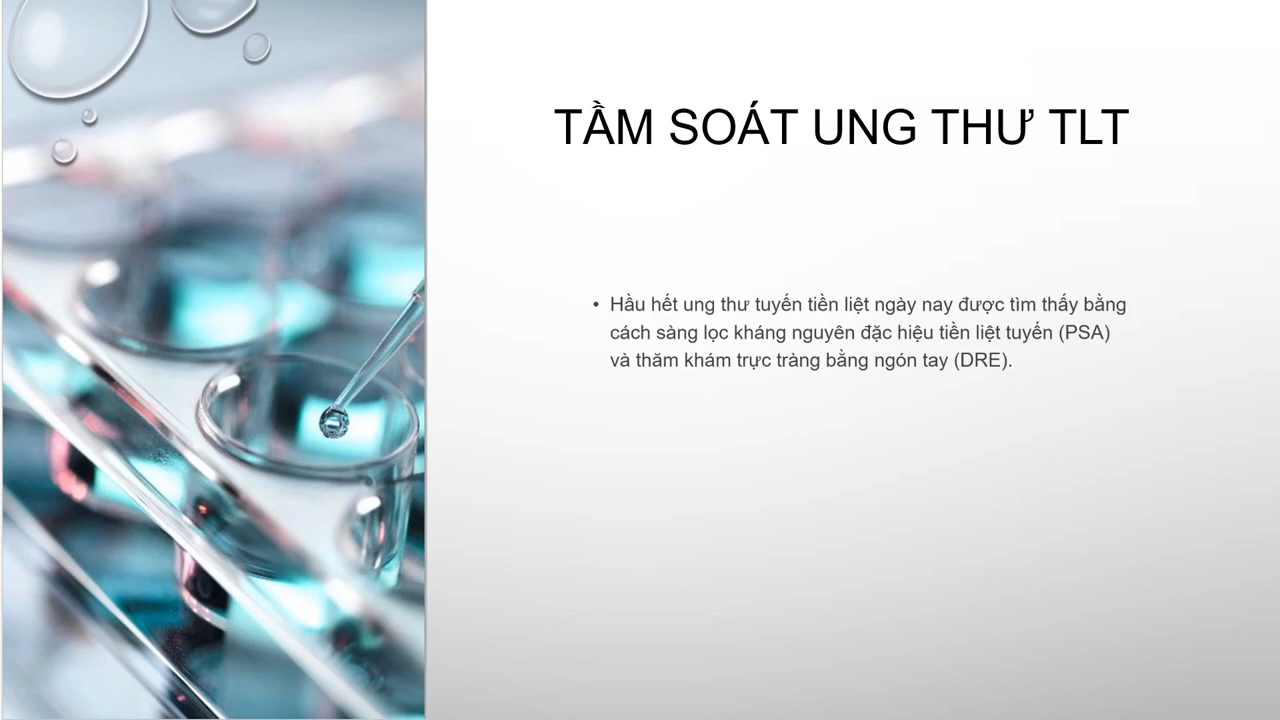 TẦM SOÁT UNG THƯ TLT
• Hầu hết ung thư tuyến tiền liệt ngày nay được tìm thấy bằng
cách sàng lọc kháng nguyên đặc hiệu tiền liệt tuyến (PSA)
và thăm khám trực tràng bằng ngón tay (DRE).